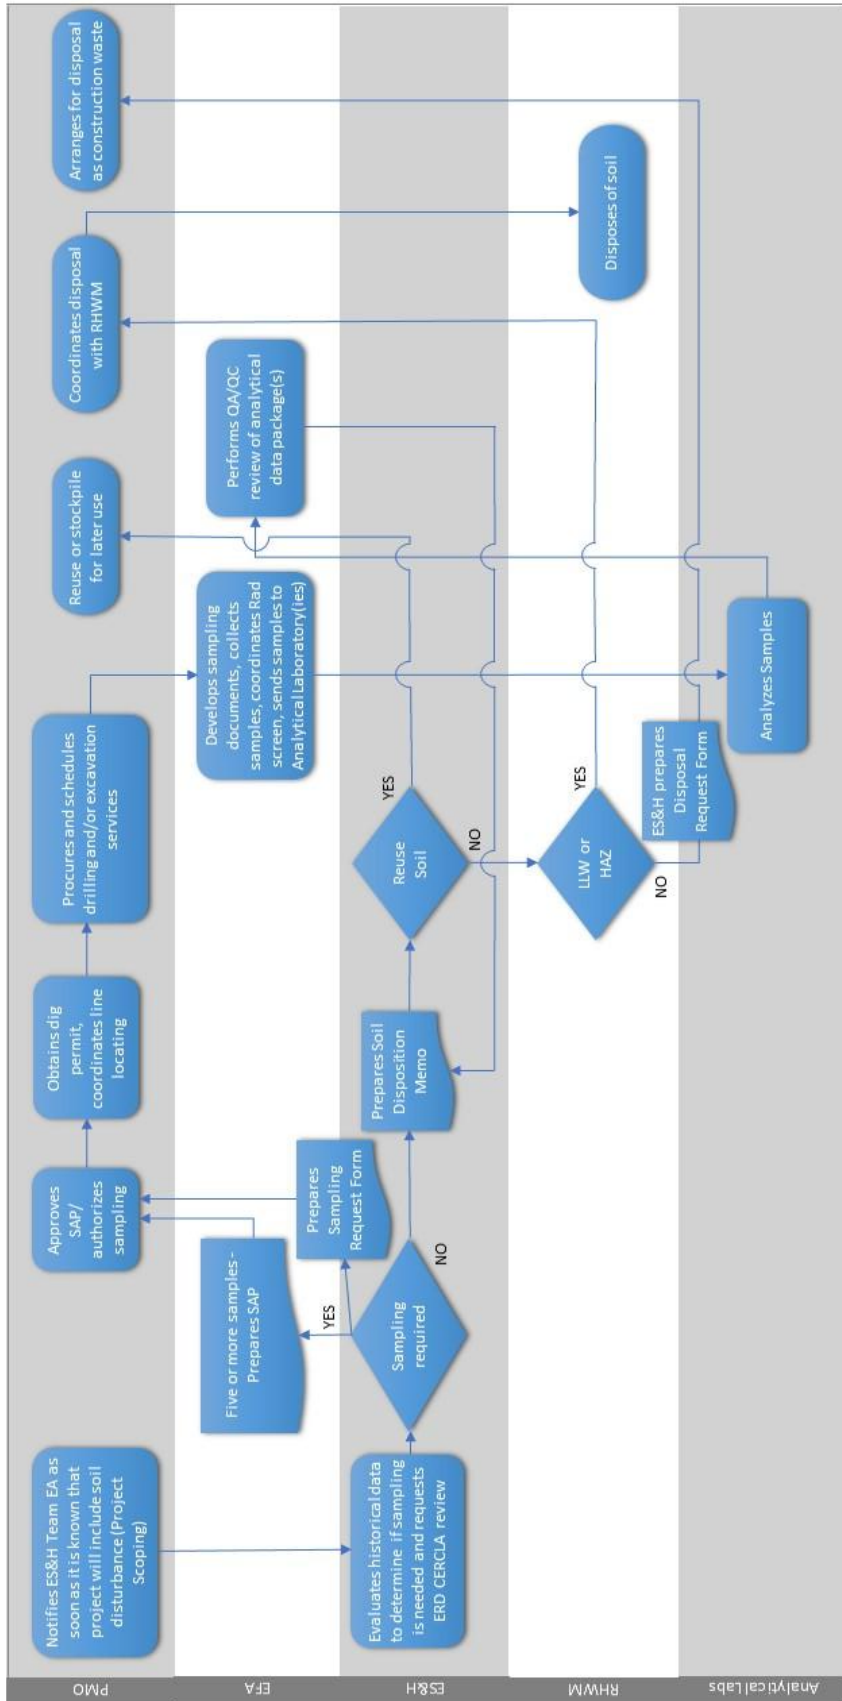 PMO
Notifies ES&H Team EA as
soon as it is known that
project will include soil
disturbance (Project
Scoping)
Approves
SAP/
authorizes
sampling
Obtains dig
permit,
coordinates line
locating
Procures and schedules
drilling and/or excavation
services
Reuse or stockpile
for later use
Coordinates disposal
with RHWM
Arranges for disposal
as construction waste
EFA
Five or more samples -
Prepares SAP
Develops sampling
documents, collects
samples, coordinates Rad
screen, sends samples to
Analytical Laboratory(ies)
Performs QA/QC
review of analytical
data package(s)
ES&H
Evaluates historical data
to determine if sampling
is needed and requests
ERD CERCLA review
Sampling
required
YES
NO
Prepares
Sampling
Request Form
Prepares Soil
Disposition
Memo
Reuse
Soil
YES
NO
RHWM
LLW or
HAZ
YES
NO
Disposes of soil
Analytical Labs
ES&H prepares
Disposal
Request Form
Analyzes Samples